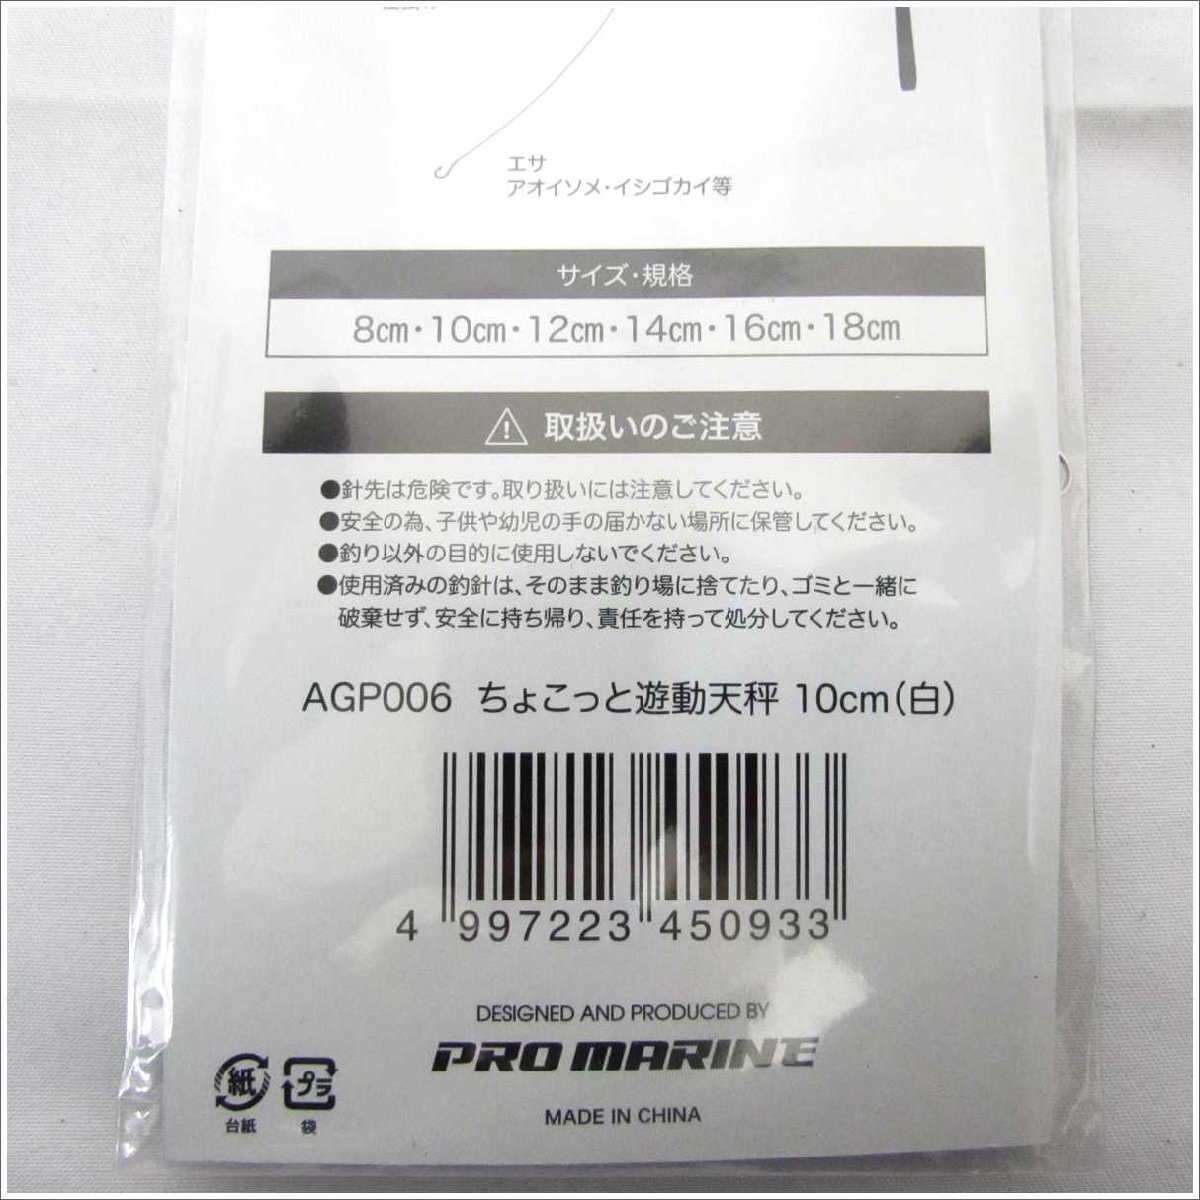 エサ
アオイソメ・イシゴカイ等
サイズ・規格
8cm・10cm・12cm・14cm・16cm・18cm
取扱いのご注意
●針先は危険です。取り扱いには注意してください。
●安全の為、子供や幼児の手の届かない場所に保管してください。
●釣り以外の目的に使用しないでください。
●使用済みの釣針は、そのまま釣り場に捨てたり、ゴミと一緒に
破棄せず、安全に持ち帰り、責任を持って処分してください。
AGP006 ちょこっと遊動天秤 10cm(白)
4 997223 450933
DESIGNED AND PRODUCED BY
PRO MARINE
紙 プラ
台紙 袋
MADE IN CHINA